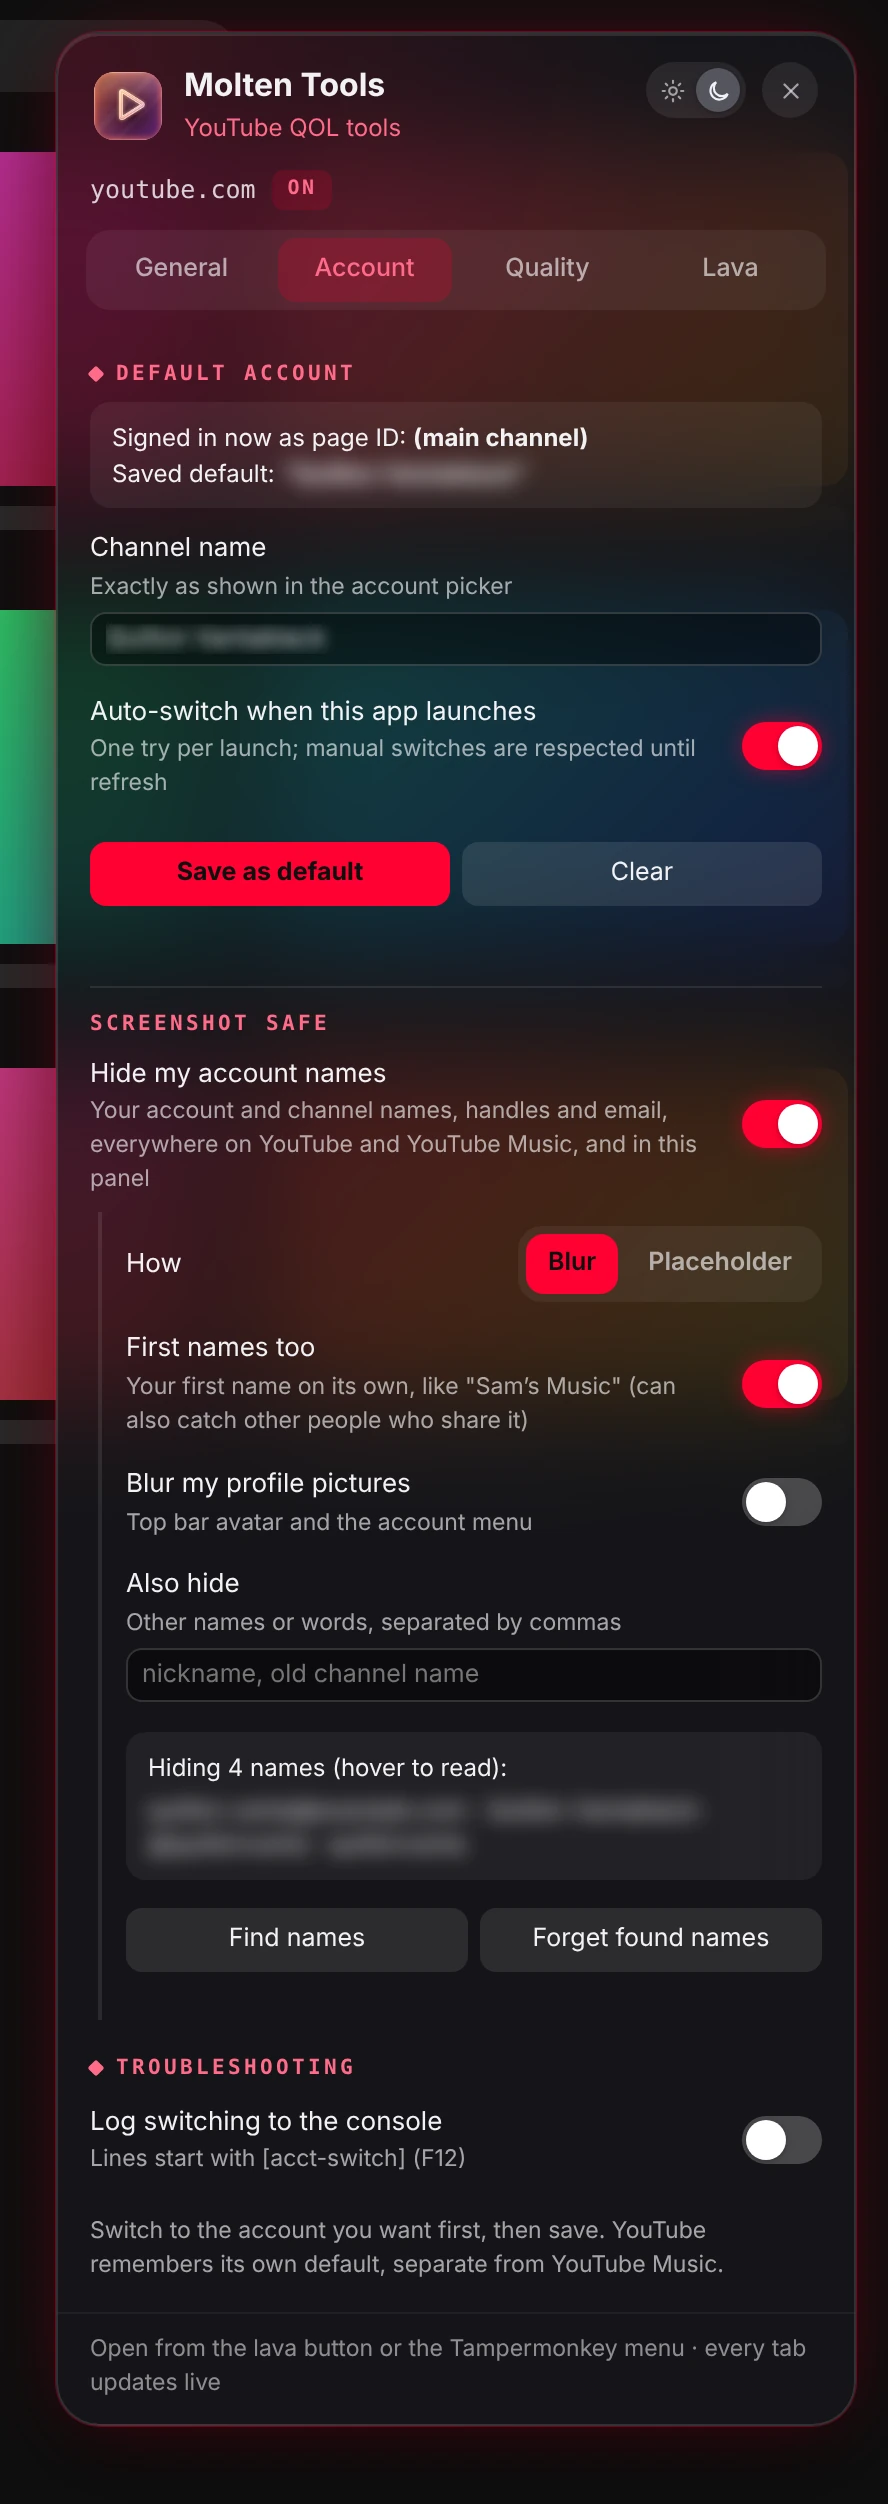 Molten Tools
YouTube QOL tools
youtube.com ON
General Account Quality Lava
DEFAULT ACCOUNT
Signed in now as page ID: (main channel)
Saved default:
Channel name
Exactly as shown in the account picker
Auto-switch when this app launches
One try per launch; manual switches are respected until
refresh
Save as default Clear
SCREENSHOT SAFE
Hide my account names
Your account and channel names, handles and email,
everywhere on YouTube and YouTube Music, and in this
panel
How Blur Placeholder
First names too
Your first name on its own, like "Sam’s Music" (can
also catch other people who share it)
Blur my profile pictures
Top bar avatar and the account menu
Also hide
Other names or words, separated by commas
nickname, old channel name
Hiding 4 names (hover to read):
Find names Forget found names
TROUBLESHOOTING
Log switching to the console
Lines start with [acct-switch] (F12)
Switch to the account you want first, then save. YouTube
remembers its own default, separate from YouTube Music.
Open from the lava button or the Tampermonkey menu · every tab
updates live